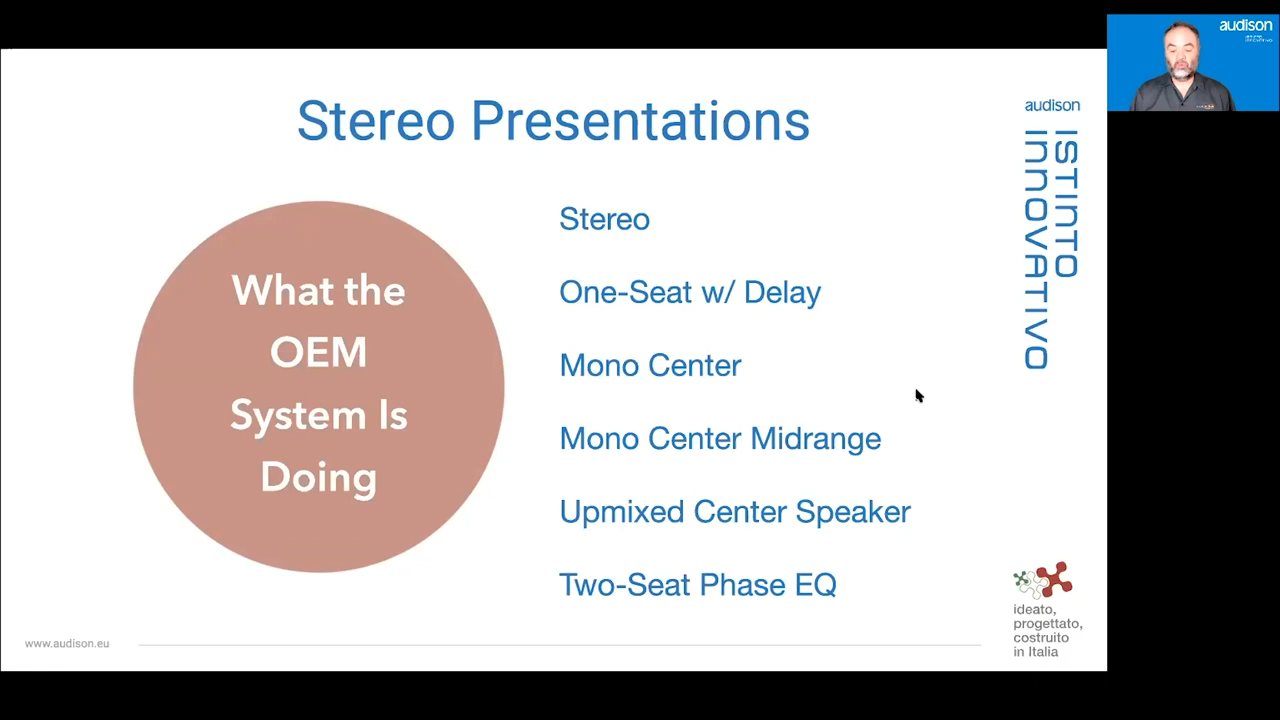 Stereo Presentations
What the
OEM
System Is
Doing
Stereo
One-Seat w/ Delay
Mono Center
Mono Center Midrange
Upmixed Center Speaker
Two-Seat Phase EQ
audison
ISTINTO
INNOVATIVO
ideato,
progettato,
costruito
in Italia
www.audison.eu
audison